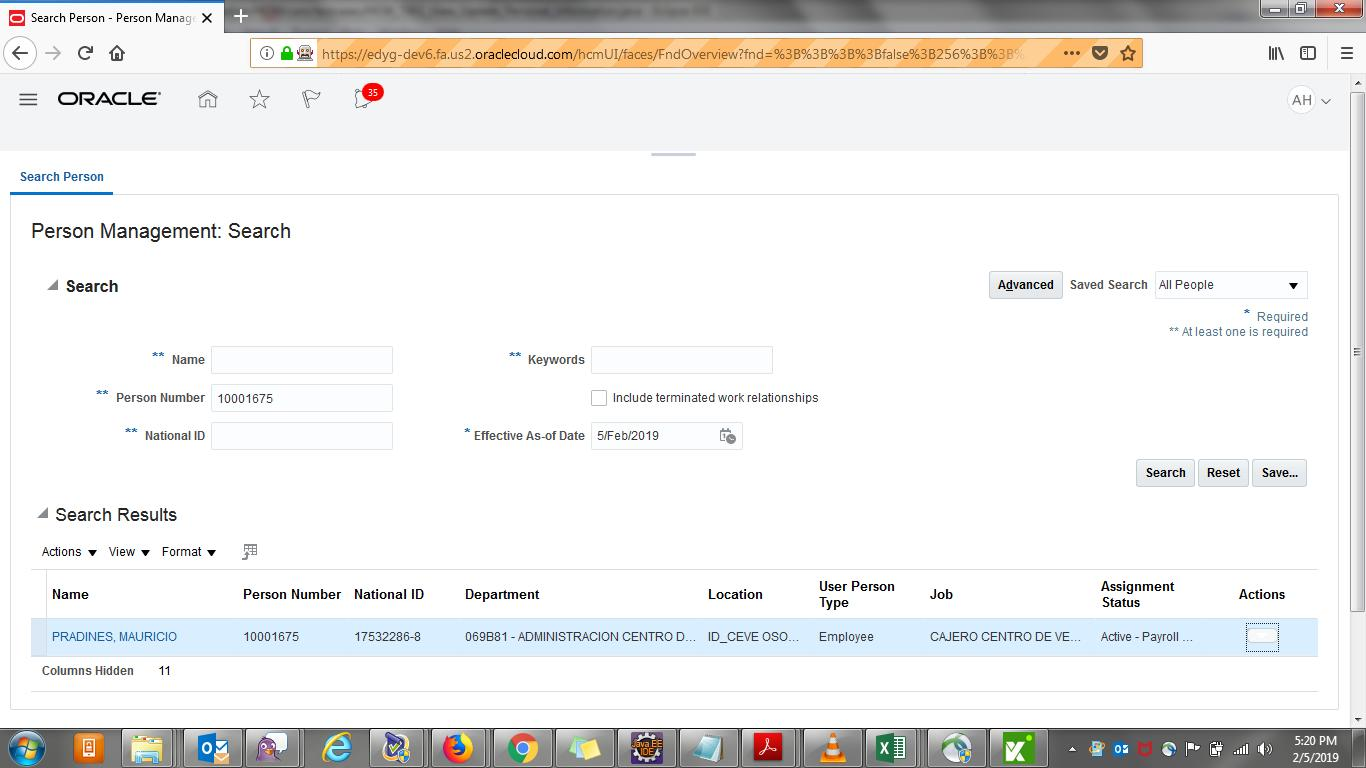 Search Person - Person Manag
https://edyg-dev6.fa.us2.oraclecloud.com/hcmUI/faces/FndOverview?fnd=%3B%3B%3B%3Bfalse%3B256%3B%3B%
ORACLE
35
AH
Search Person
Person Management: Search
Search
Advanced Saved Search All People
* Required
** At least one is required
** Name
** Keywords
** Person Number 10001675
Include terminated work relationships
** National ID
* Effective As-of Date 5/Feb/2019
Search Reset Save...
Search Results
Actions View Format
Name Person Number National ID Department Location User Person Type Job Assignment Status Actions
PRADINES, MAURICIO 10001675 17532286-8 069B81 - ADMINISTRACION CENTRO D... ID_CEVE OSO... Employee CAJERO CENTRO DE VE... Active - Payroll ...
Columns Hidden 11
Java EE
IDE
5:20 PM
2/5/2019